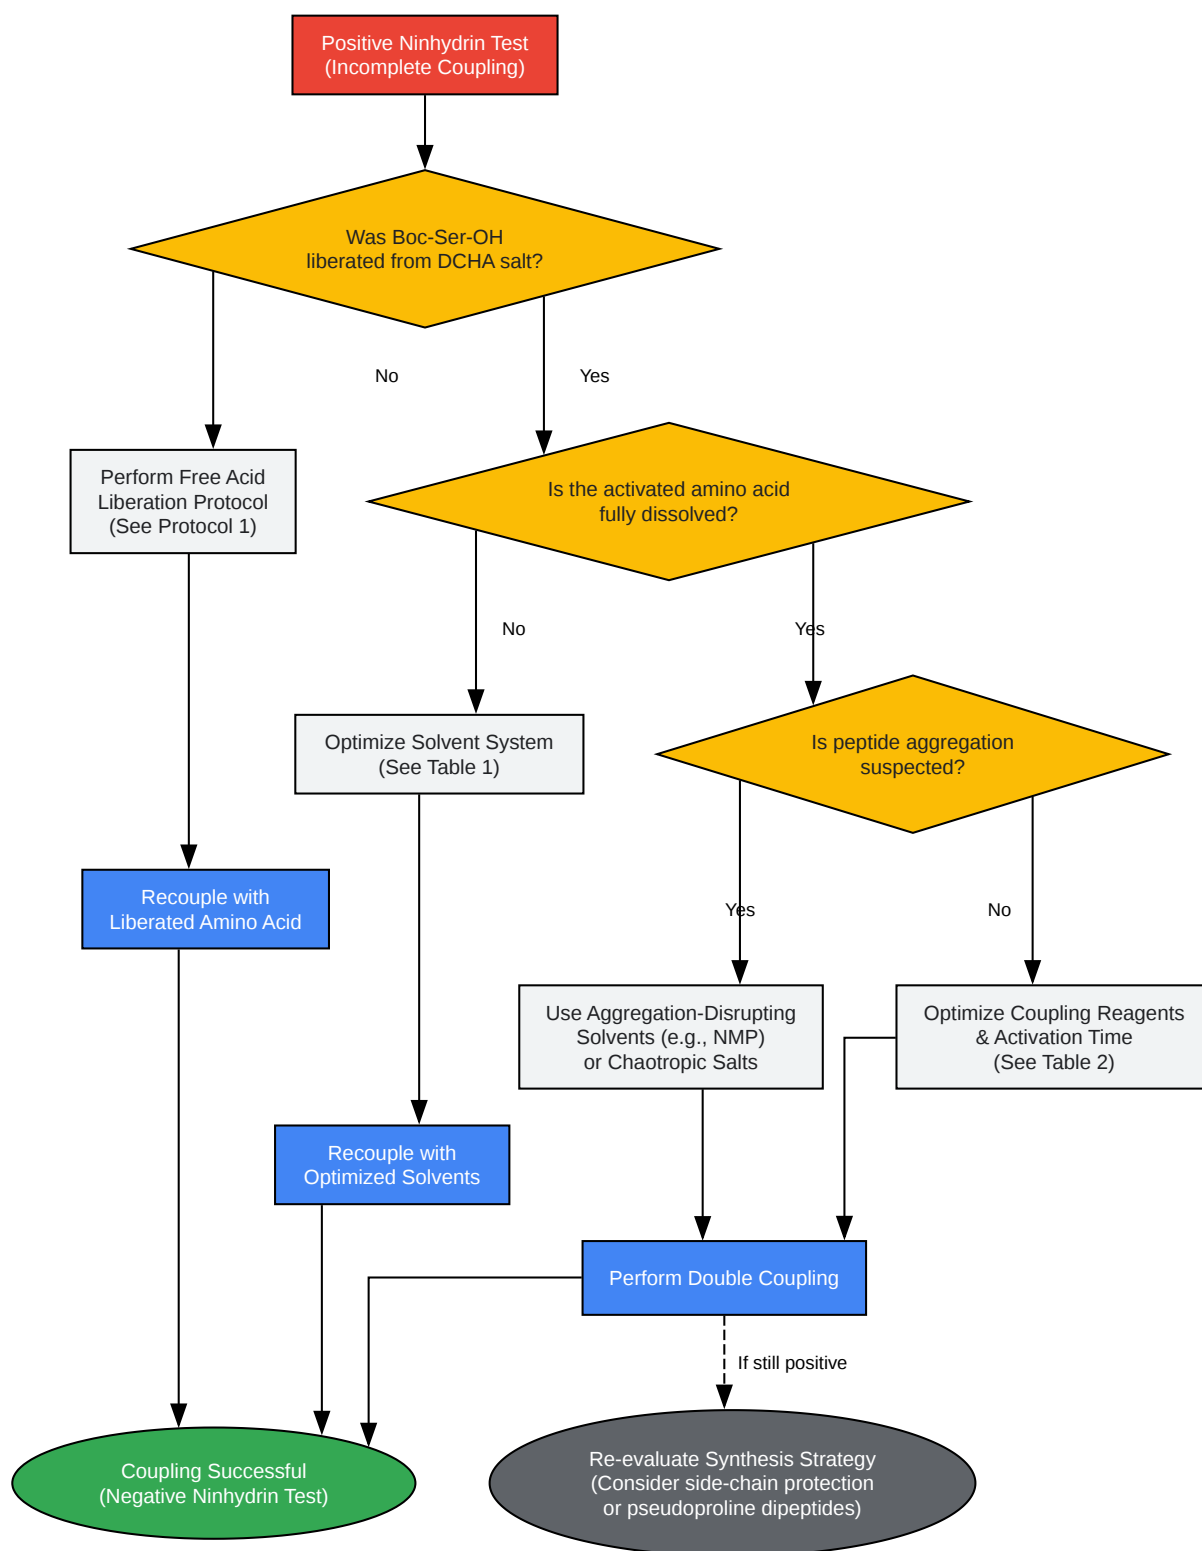 Positive Ninhydrin Test
(Incomplete Coupling)
Was Boc-Ser-OH
liberated from DCHA salt?
No
Yes
Perform Free Acid
Liberation Protocol
(See Protocol 1)
Is the activated amino acid
fully dissolved?
No
Yes
Optimize Solvent System
(See Table 1)
Is peptide aggregation
suspected?
Recouple with
Liberated Amino Acid
Yes
No
Use Aggregation-Disrupting
Solvents (e.g., NMP)
or Chaotropic Salts
Optimize Coupling Reagents
& Activation Time
(See Table 2)
Recouple with
Optimized Solvents
Perform Double Coupling
If still positive
Coupling Successful
(Negative Ninhydrin Test)
Re-evaluate Synthesis Strategy
(Consider side-chain protection
or pseudoproline dipeptides)